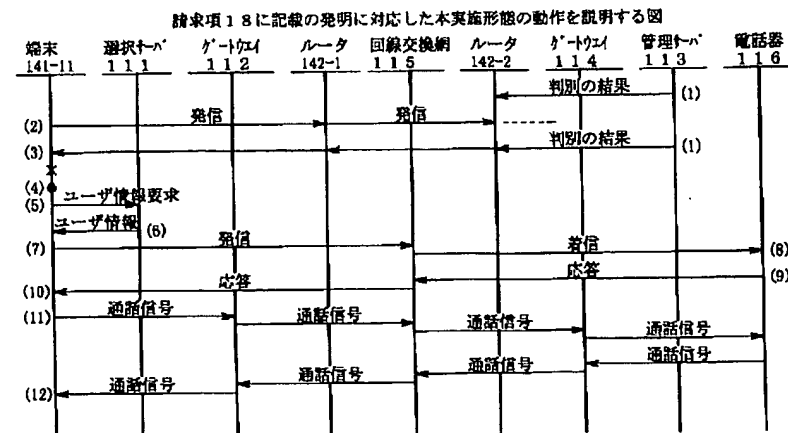 請求項18に記載の発明に対応した本実施形態の動作を説明する図
端末 選択サーバ ゲートウエイ ルータ 回線交換網 ルータ ゲートウエイ 管理サーバ 電話器
141-11 111 112 142-1 115 142-2 114 113 116
判別の結果 (1)
(2) 発信 発信
(3) 判別の結果 (1)
×
(4)
(5) ユーザ情報要求
ユーザ情報 (6)
(7) 発信 着信 (8)
応答 (9)
(10) 応答
(11) 通話信号 通話信号 通話信号 通話信号
通話信号
(12) 通話信号 通話信号 通話信号